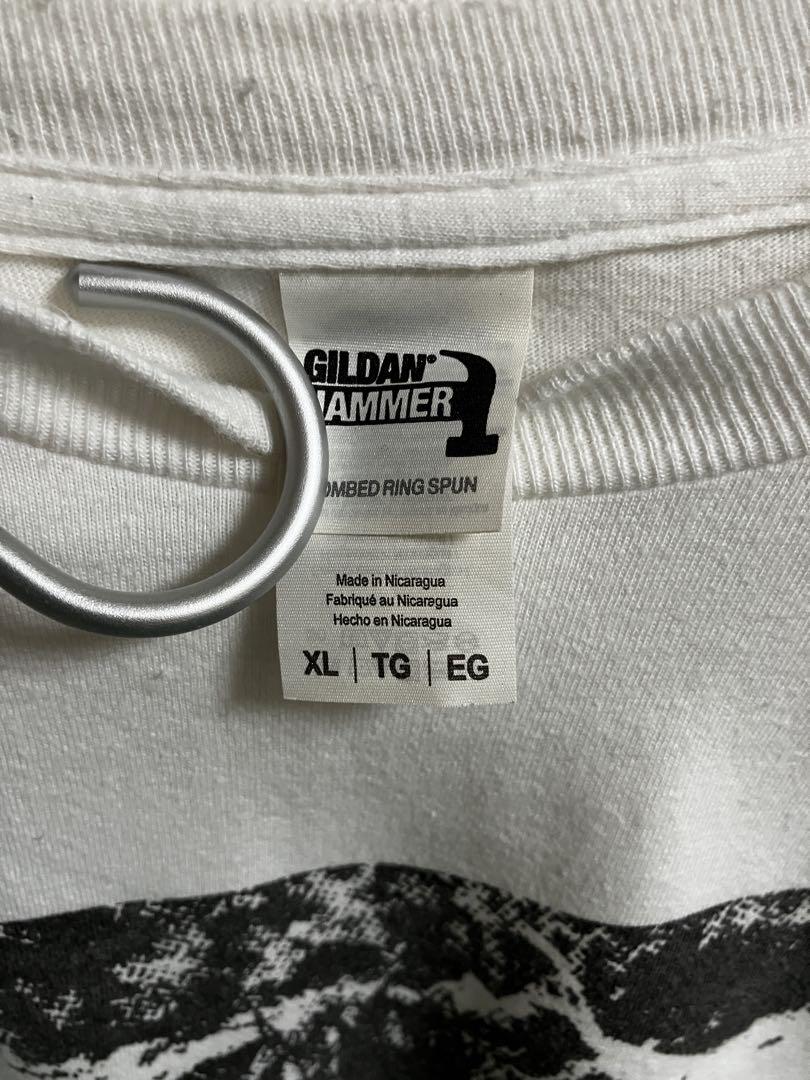 GILDAN®
HAMMER
COMBED RING SPUN
Made in Nicaragua
Fabriqué au Nicaragua
Hecho en Nicaragua
XL | TG | EG